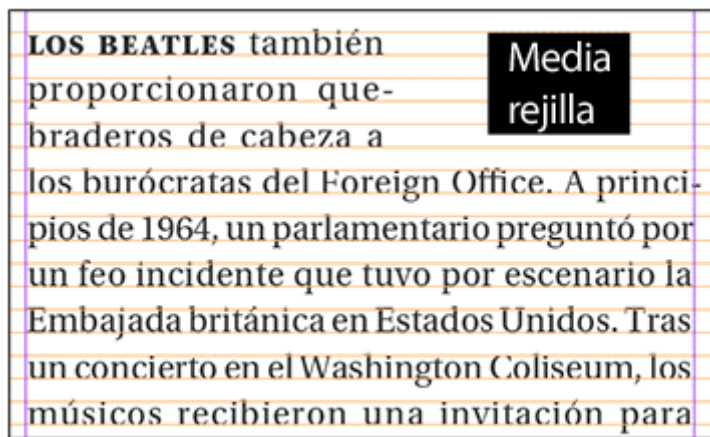 LOS BEATLES también
proporcionaron que-
braderos de cabeza a
los burócratas del Foreign Office. A princi-
pios de 1964, un parlamentario preguntó por
un feo incidente que tuvo por escenario la
Embajada británica en Estados Unidos. Tras
un concierto en el Washington Coliseum, los
músicos recibieron una invitación para
Media
rejilla